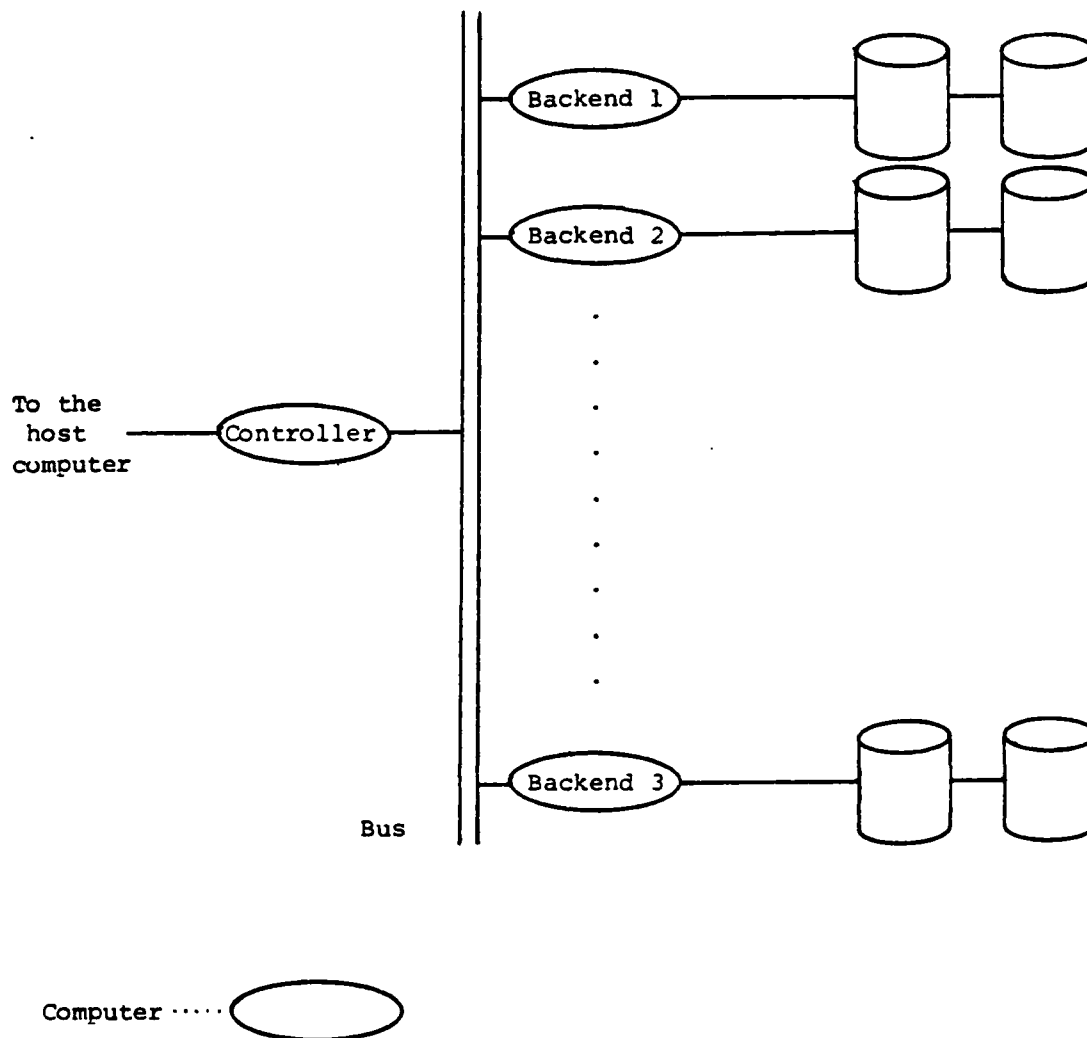 Backend 1
Backend 2
To the
host
computer
Controller
Backend 3
Bus
Computer ·····